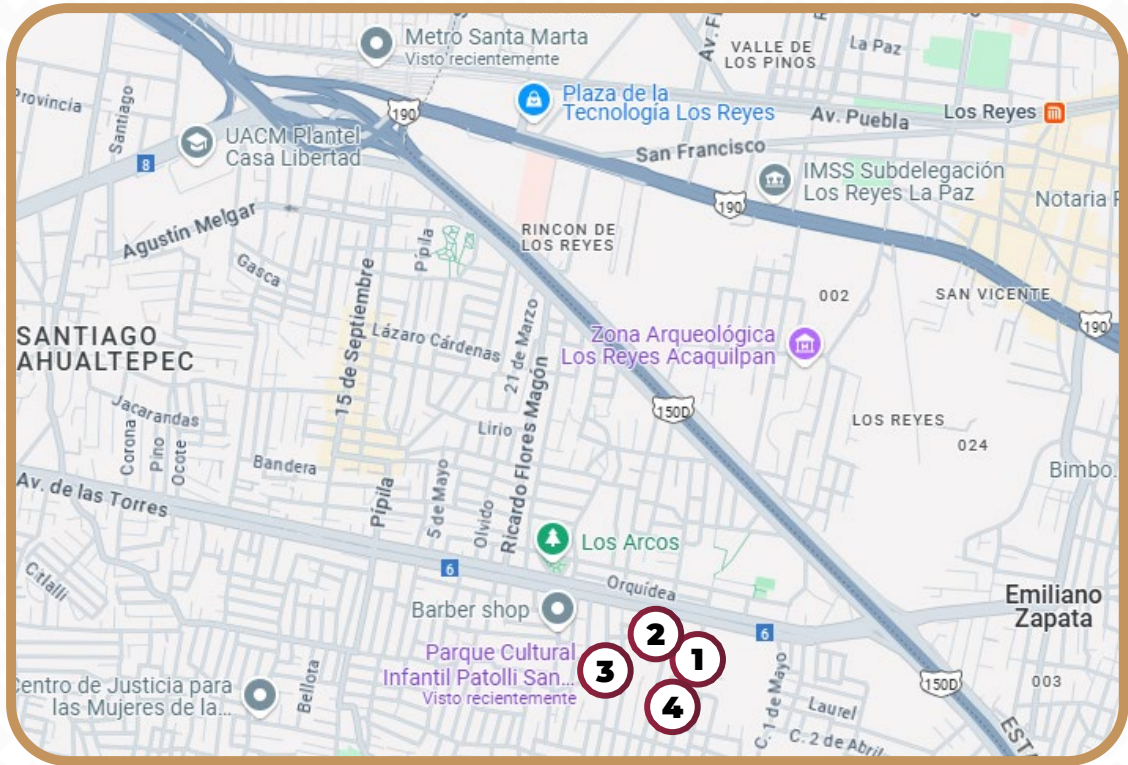 Metro Santa Marta
Visto recientemente
Av. F
VALLE DE
LOS PINOS
La Paz
Provincia
Santiago
190
Plaza de la
Tecnología Los Reyes
Av. Puebla
Los Reyes
UACM Plantel
Casa Libertad
8
San Francisco
IMSS Subdelegación
Los Reyes La Paz
190
Notaria
Agustín Melgar
Pípila
RINCON DE
LOS REYES
Gasca
15 de Septiembre
002
SAN VICENTE
190
SANTIAGO
AHUALTEPEC
Lázaro Cárdenas
21 de Marzo
Zona Arqueológica
Los Reyes Acaquilpan
Ricardo Flores Magón
Jacarandas
Corona
Pino
Ocote
Lirio
150D
LOS REYES
024
Bandera
Bimbo.
Av. de las Torres
Pípila
5 de Mayo
Olvido
Los Arcos
6
Citlalli
Orquídea
Emiliano
Zapata
Barber shop
2
6
1
Parque Cultural
Infantil Patolli San...
Visto recientemente
3
4
Centro de Justicia para
las Mujeres de la...
Bellota
C. 1 de Mayo
150D
003
Laurel
C. 2 de Abril
ESTA